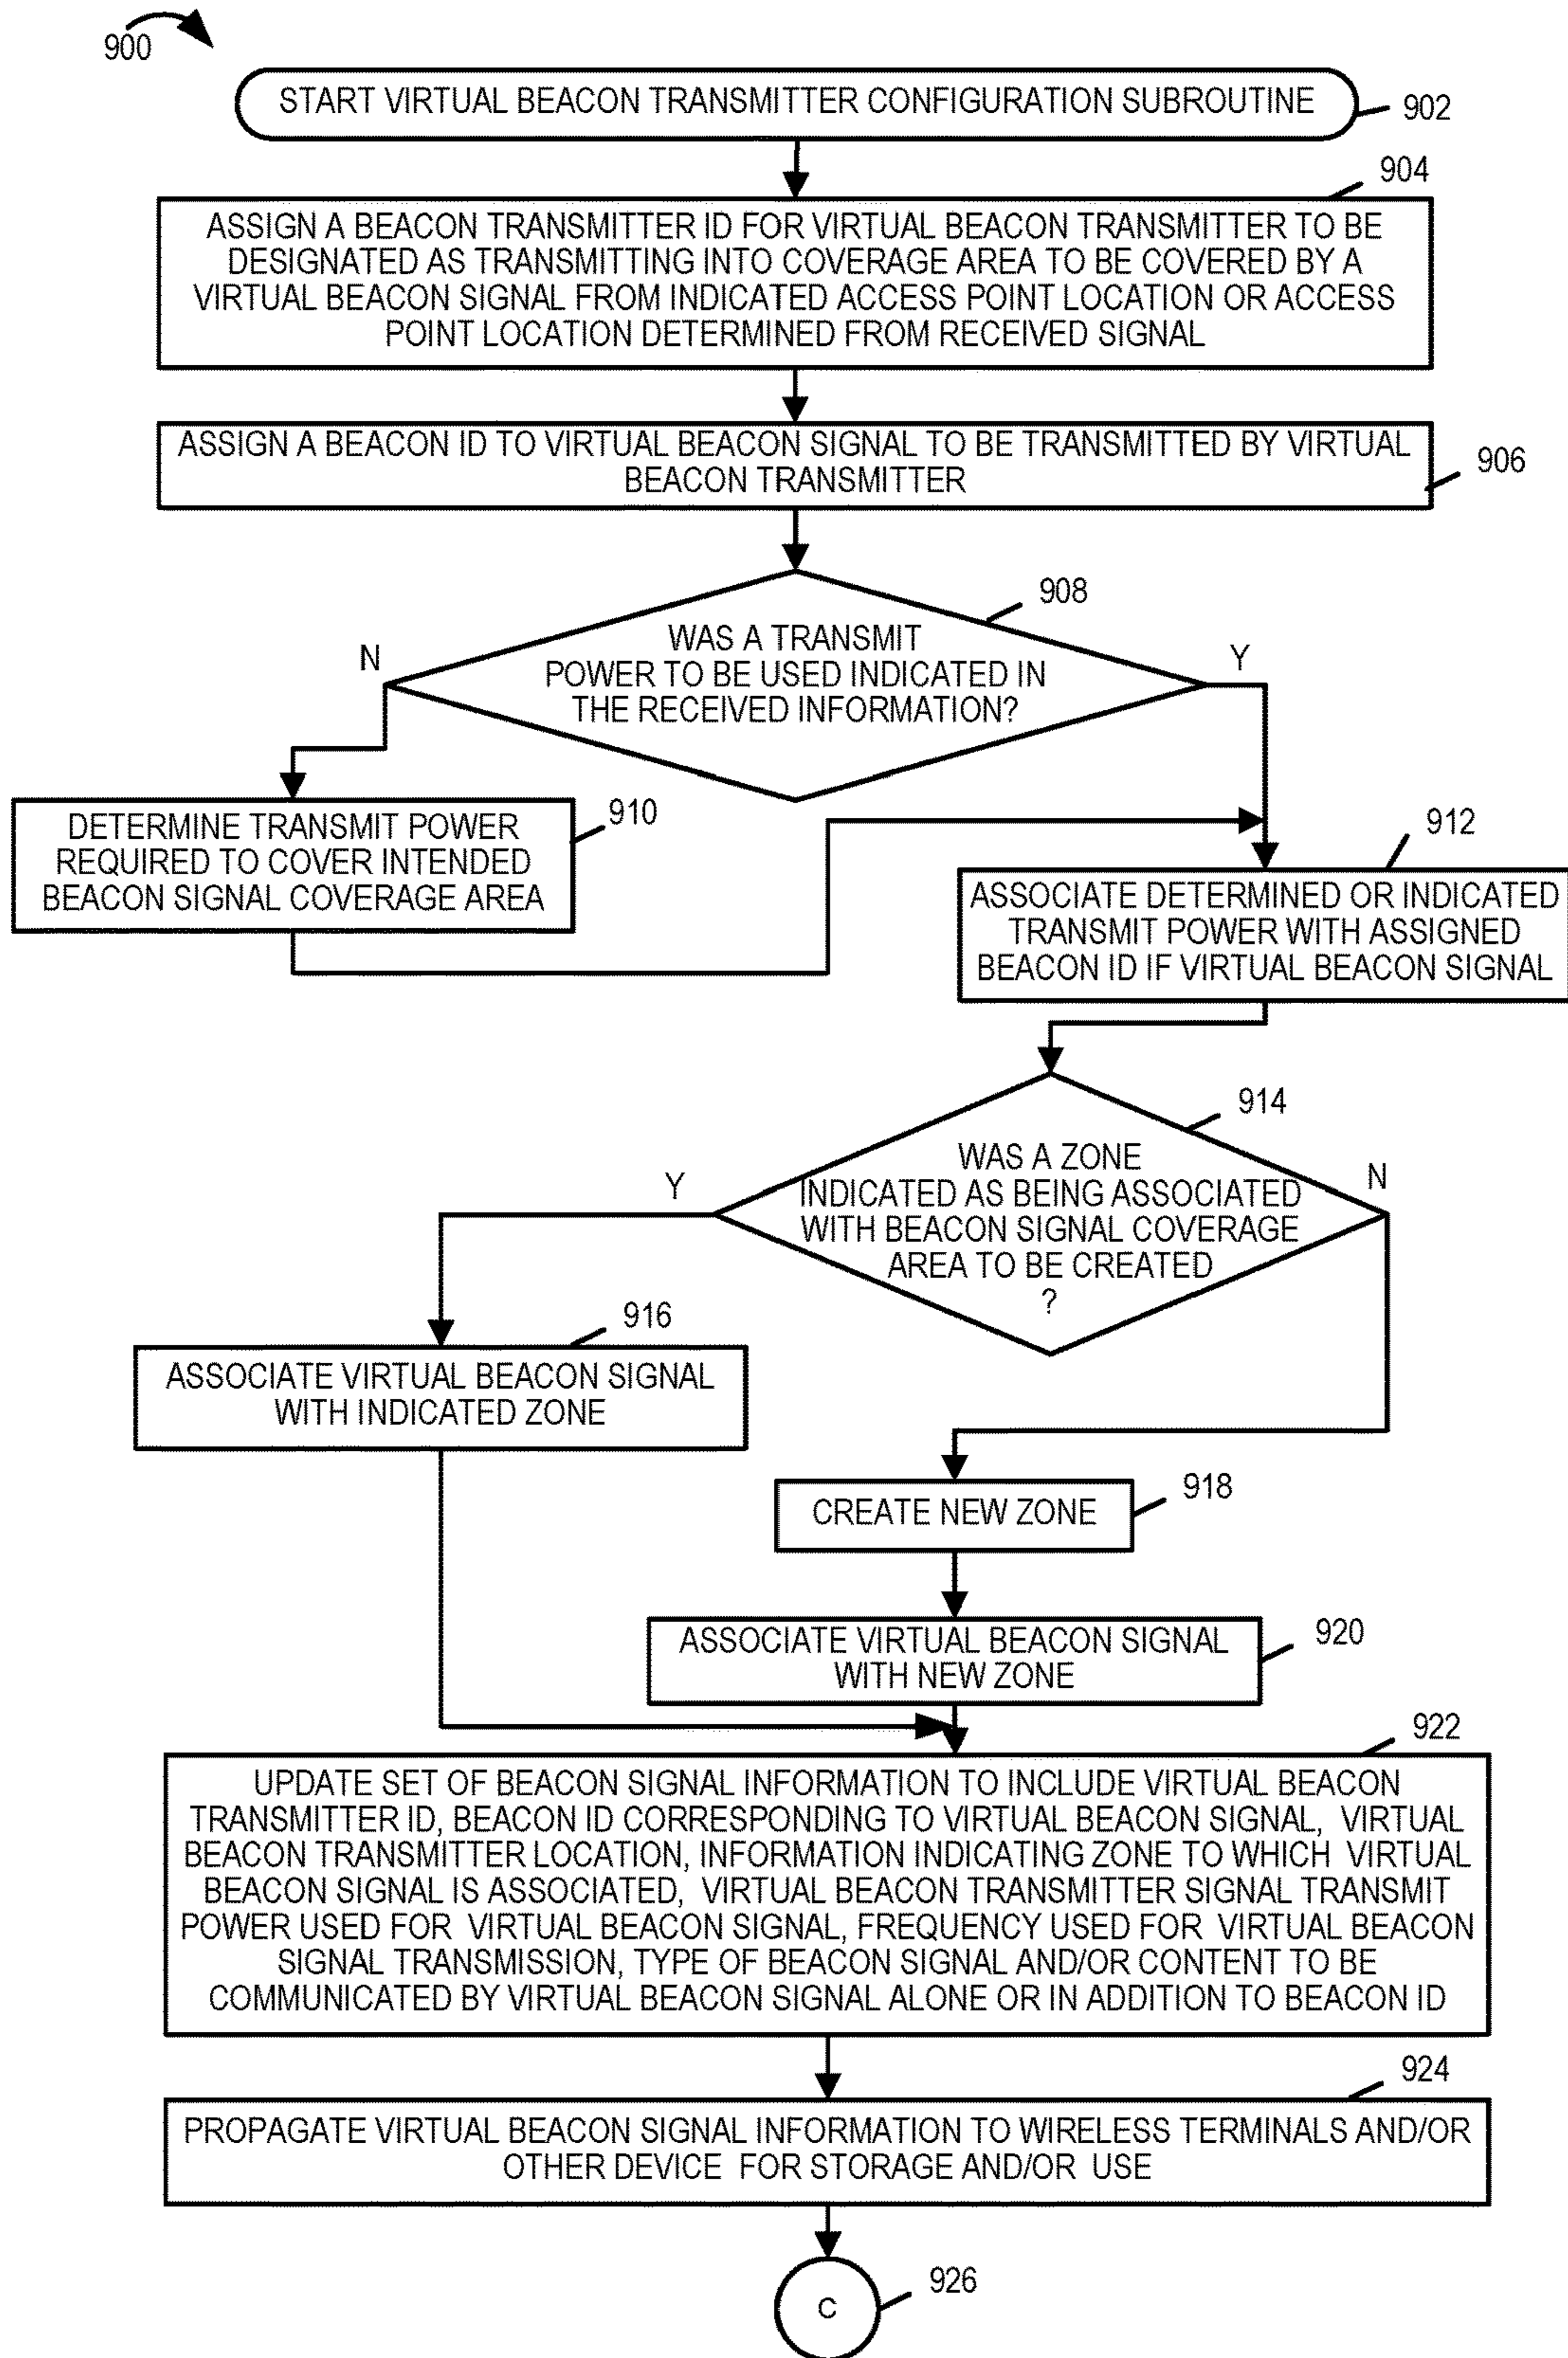 900
START VIRTUAL BEACON TRANSMITTER CONFIGURATION SUBROUTINE
902
904
ASSIGN A BEACON TRANSMITTER ID FOR VIRTUAL BEACON TRANSMITTER TO BE
DESIGNATED AS TRANSMITTING INTO COVERAGE AREA TO BE COVERED BY A
VIRTUAL BEACON SIGNAL FROM INDICATED ACCESS POINT LOCATION OR ACCESS
POINT LOCATION DETERMINED FROM RECEIVED SIGNAL
ASSIGN A BEACON ID TO VIRTUAL BEACON SIGNAL TO BE TRANSMITTED BY VIRTUAL
BEACON TRANSMITTER
906
908
WAS A TRANSMIT
POWER TO BE USED INDICATED IN
THE RECEIVED INFORMATION?
N
Y
910
DETERMINE TRANSMIT POWER
REQUIRED TO COVER INTENDED
BEACON SIGNAL COVERAGE AREA
912
ASSOCIATE DETERMINED OR INDICATED
TRANSMIT POWER WITH ASSIGNED
BEACON ID IF VIRTUAL BEACON SIGNAL
914
WAS A ZONE
INDICATED AS BEING ASSOCIATED
WITH BEACON SIGNAL COVERAGE
AREA TO BE CREATED
?
Y
N
916
ASSOCIATE VIRTUAL BEACON SIGNAL
WITH INDICATED ZONE
CREATE NEW ZONE
918
ASSOCIATE VIRTUAL BEACON SIGNAL
WITH NEW ZONE
920
922
UPDATE SET OF BEACON SIGNAL INFORMATION TO INCLUDE VIRTUAL BEACON
TRANSMITTER ID, BEACON ID CORRESPONDING TO VIRTUAL BEACON SIGNAL, VIRTUAL
BEACON TRANSMITTER LOCATION, INFORMATION INDICATING ZONE TO WHICH VIRTUAL
BEACON SIGNAL IS ASSOCIATED, VIRTUAL BEACON TRANSMITTER SIGNAL TRANSMIT
POWER USED FOR VIRTUAL BEACON SIGNAL, FREQUENCY USED FOR VIRTUAL BEACON
SIGNAL TRANSMISSION, TYPE OF BEACON SIGNAL AND/OR CONTENT TO BE
COMMUNICATED BY VIRTUAL BEACON SIGNAL ALONE OR IN ADDITION TO BEACON ID
924
PROPAGATE VIRTUAL BEACON SIGNAL INFORMATION TO WIRELESS TERMINALS AND/OR
OTHER DEVICE FOR STORAGE AND/OR USE
C
926